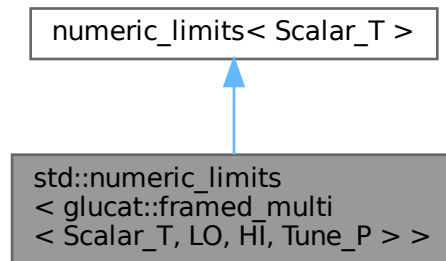 numeric_limits< Scalar_T >
std::numeric_limits
< glucat::framed_multi
< Scalar_T, LO, HI, Tune_P > >